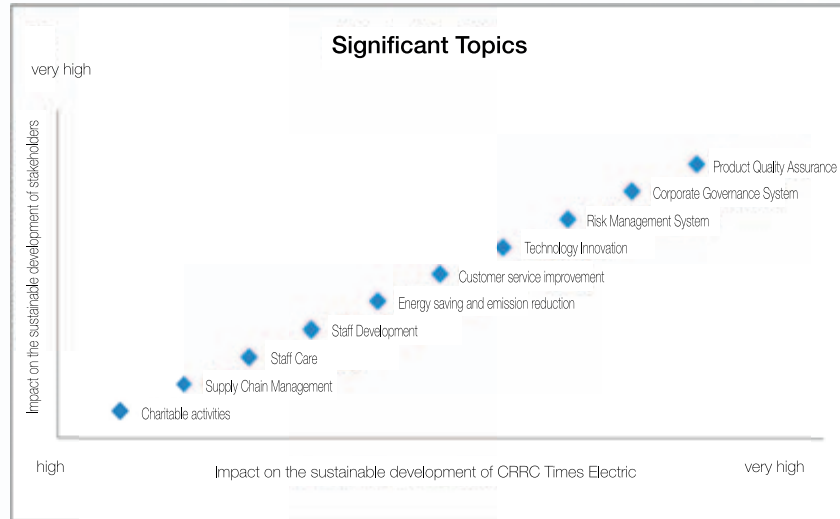 Significant Topics
very high
Impact on the sustainable development of stakeholders
Product Quality Assurance
Corporate Governance System
Risk Management System
Technology Innovation
Customer service improvement
Energy saving and emission reduction
Staff Development
Staff Care
Supply Chain Management
Charitable activities
high
Impact on the sustainable development of CRRC Times Electric
very high